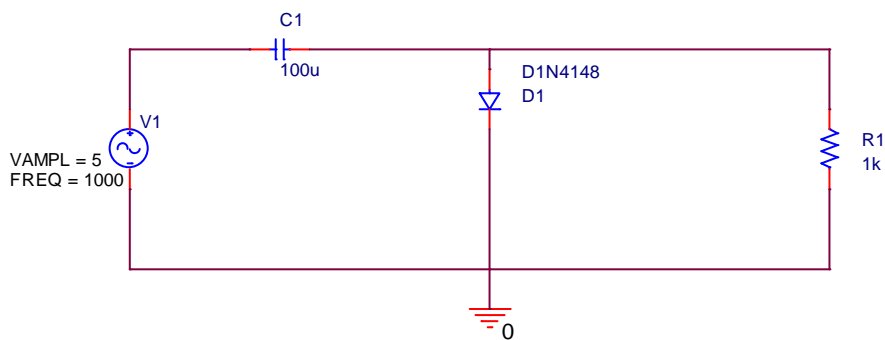 C1
100u
D1N4148
D1
V1
VAMPL = 5
FREQ = 1000
R1
1k
0